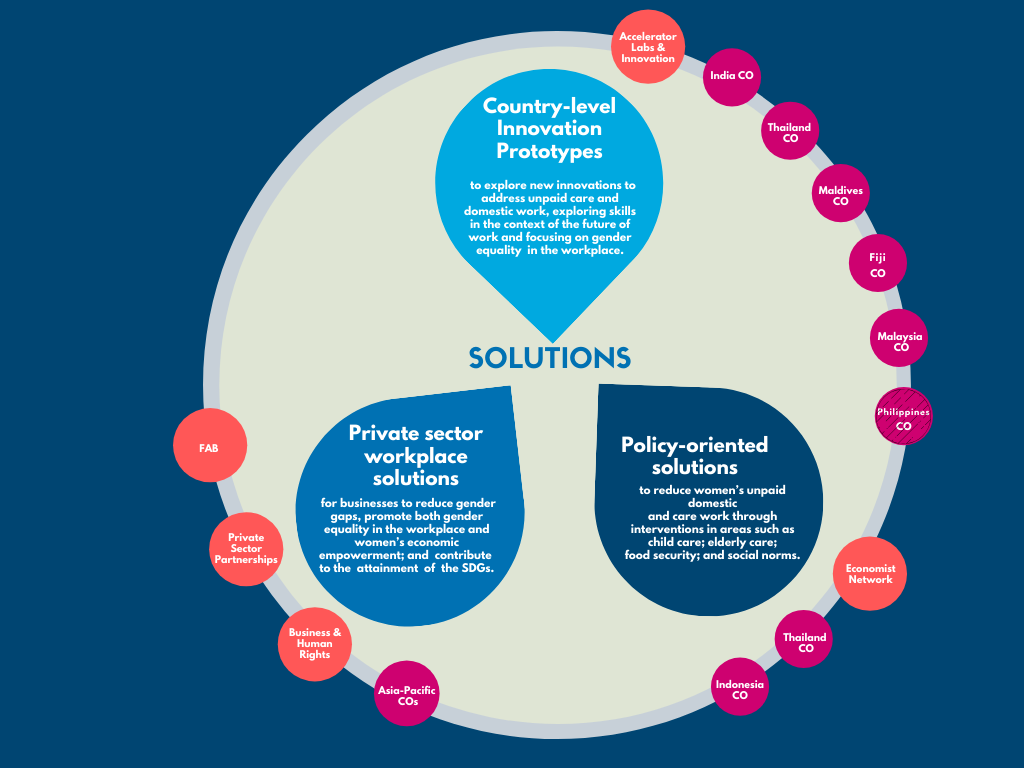 Accelerator
Labs &
Innovation
India CO
Thailand
CO
Maldives
CO
Fiji
CO
Malaysia
CO
Philippines
CO
Country-level
Innovation
Prototypes
to explore new innovations to
address unpaid care and
domestic work, exploring skills
in the context of the future of
work and focusing on gender
equality in the workplace.
SOLUTIONS
Private sector
workplace
solutions
for businesses to reduce gender
gaps, promote both gender
equality in the workplace and
women's economic
empowerment; and contribute
to the attainment of the SDGs.
Policy-oriented
solutions
to reduce women's unpaid
domestic
and care work through
interventions in areas such as
child care; elderly care;
food security; and social norms.
FAB
Private
Sector
Partnerships
Business &
Human
Rights
Asia-Pacific
COs
Economist
Network
Thailand
CO
Indonesia
CO